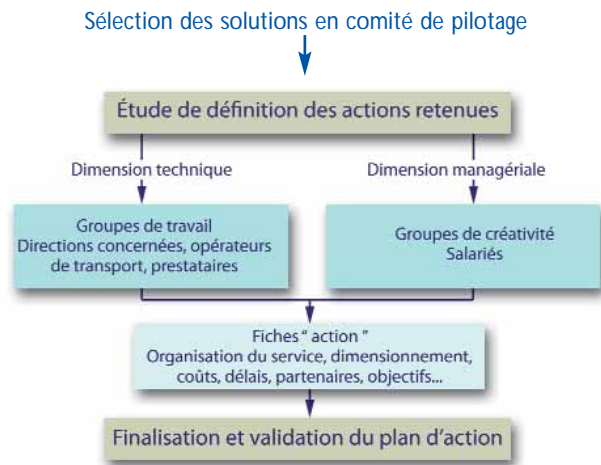 Sélection des solutions en comité de pilotage
Étude de définition des actions retenues
Dimension technique
Dimension managériale
Groupes de travail
Directions concernées, opérateurs
de transport, prestataires
Groupes de créativité
Salariés
Fiches “ action ”
Organisation du service, dimensionnement,
coûts, délais, partenaires, objectifs...
Finalisation et validation du plan d’action